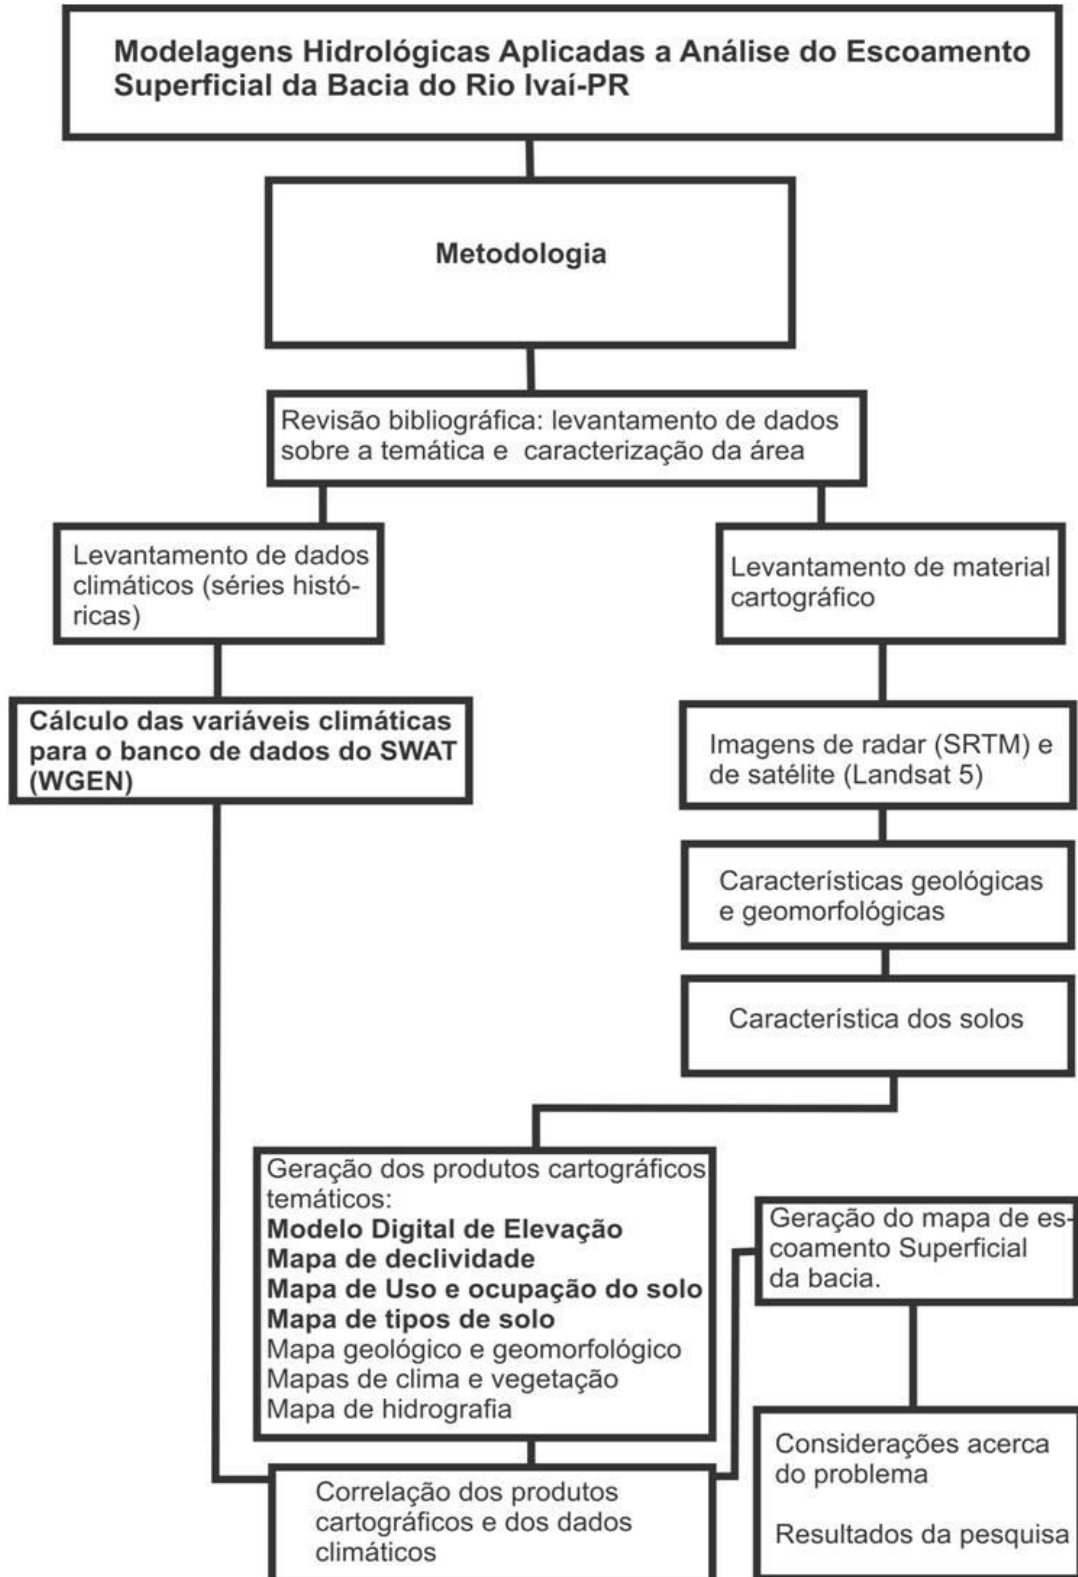 Modelagens Hidrológicas Aplicadas a Análise do Escoamento
Superficial da Bacia do Rio Ivaí-PR
Metodologia
Revisão bibliográfica: levantamento de dados
sobre a temática e caracterização da área
Levantamento de dados
climáticos (séries histó-
ricas)
Levantamento de material
cartográfico
Cálculo das variáveis climáticas
para o banco de dados do SWAT
(WGEN)
Imagens de radar (SRTM) e
de satélite (Landsat 5)
Características geológicas
e geomorfológicas
Característica dos solos
Geração dos produtos cartográficos
temáticos:
Modelo Digital de Elevação
Mapa de declividade
Mapa de Uso e ocupação do solo
Mapa de tipos de solo
Mapa geológico e geomorfológico
Mapas de clima e vegetação
Mapa de hidrografia
Geração do mapa de es-
coamento Superficial
da bacia.
Correlação dos produtos
cartográficos e dos dados
climáticos
Considerações acerca
do problema
Resultados da pesquisa